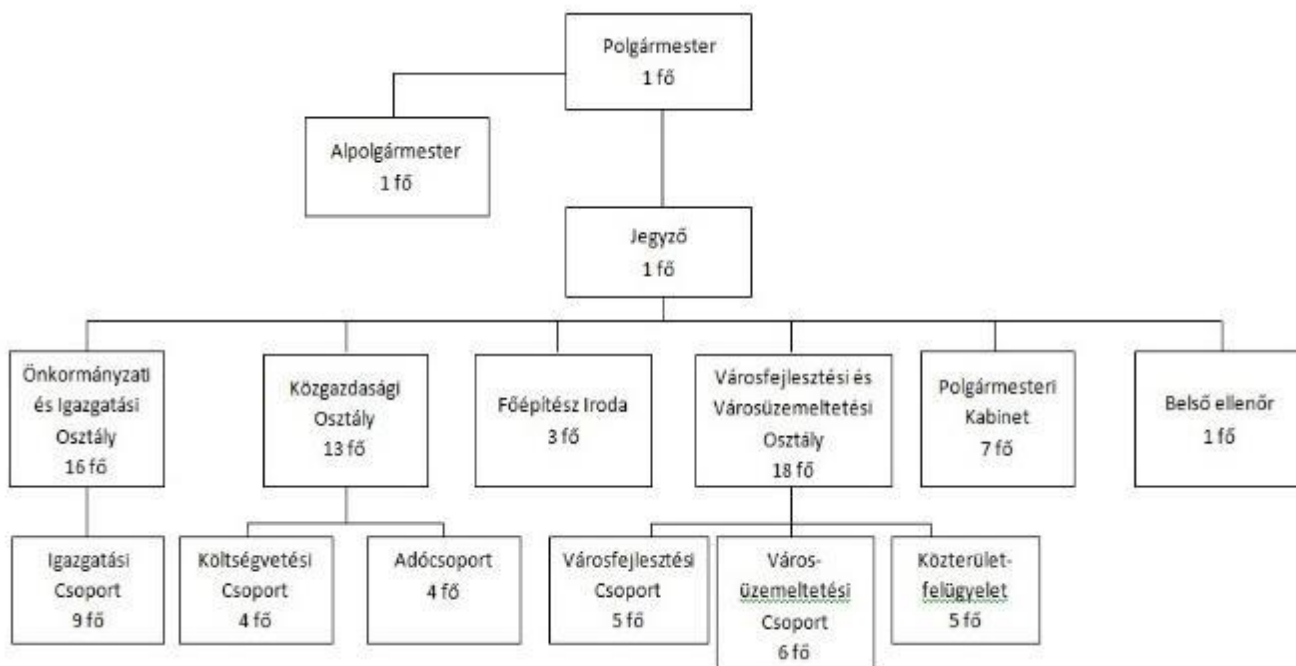 Polgármester
1 fő
Alpolgármester
1 fő
Jegyző
1 fő
Önkormányzati
és Igazgatási
Osztály
16 fő
Közgazdasági
Osztály
13 fő
Főépítész Iroda
3 fő
Városfejlesztési és
Városüzemeltetési
Osztály
18 fő
Polgármesteri
Kabinet
7 fő
Belső ellenőr
1 fő
Igazgatási
Csoport
9 fő
Költségvetési
Csoport
4 fő
Adócsoport
4 fő
Városfejlesztési
Csoport
5 fő
Város-
üzemeltetési
Csoport
6 fő
Közterület-
felügyelet
5 fő